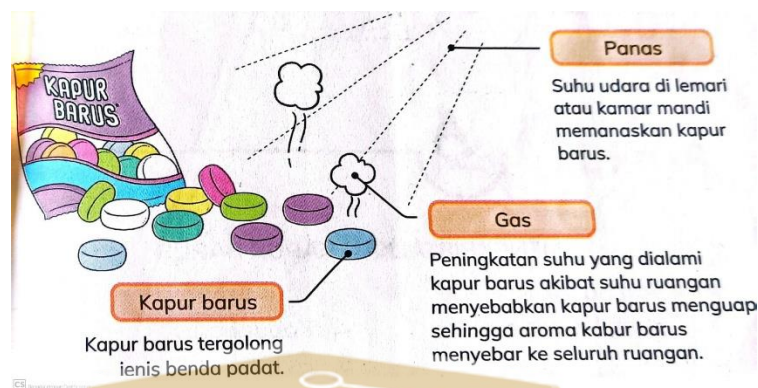 KAPUR
BARUS
Panas
Suhu udara di lemari
atau kamar mandi
memanaskan kapur
barus.
Gas
Peningkatan suhu yang dialami
kapur barus akibat suhu ruangan
menyebabkan kapur barus menguap
sehingga aroma kabur barus
menyebar ke seluruh ruangan.
Kapur barus
Kapur barus tergolong
jenis benda padat.
CS